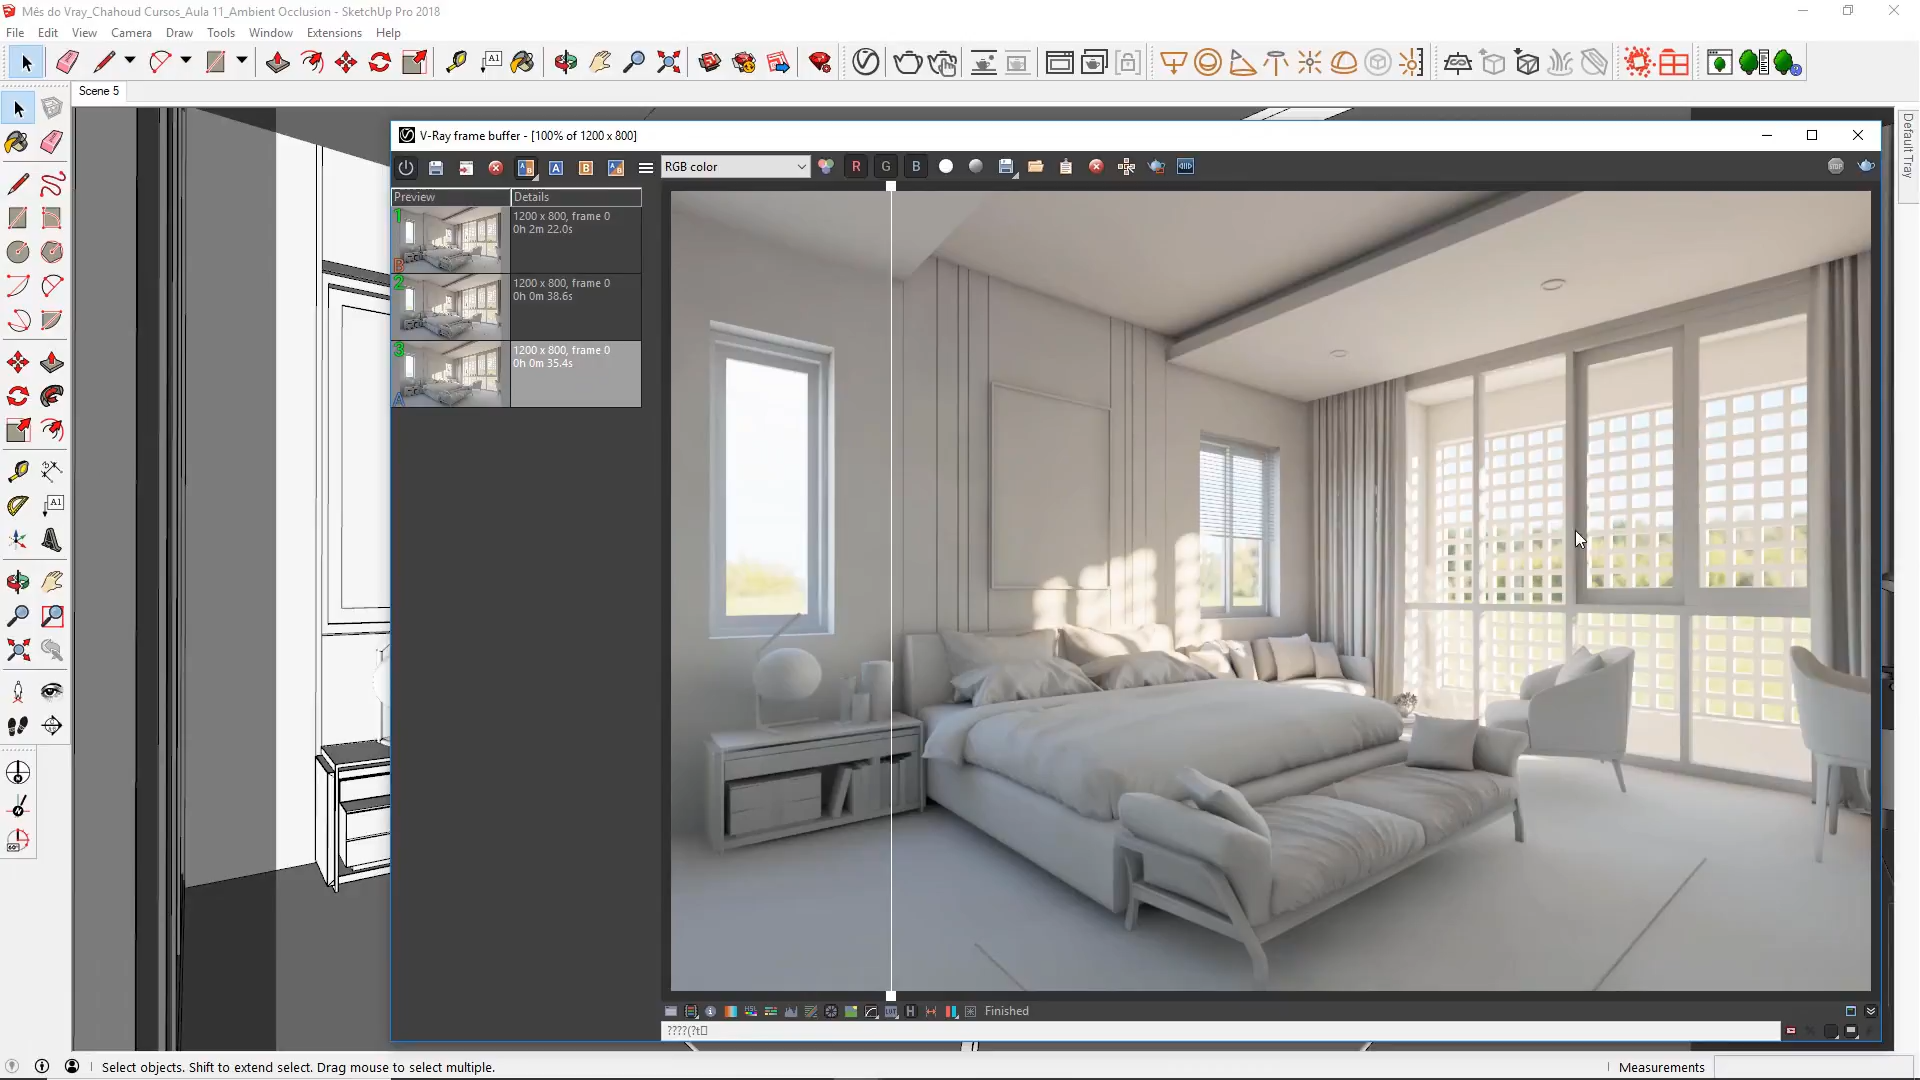 Mês do Vray_Chahoud Cursos_Aula 11_Ambient Occlusion - SketchUp Pro 2018
File Edit View Camera Draw Tools Window Extensions Help
Scene 5
Default Tray
V-Ray frame buffer - [100% of 1200 x 800]
RGB color
R G B
Preview Details
1
1200 x 800, frame 0
0h 2m 22.0s
B
2
1200 x 800, frame 0
0h 0m 38.6s
3
1200 x 800, frame 0
0h 0m 35.4s
A
Finished
Select objects. Shift to extend select. Drag mouse to select multiple.
Measurements